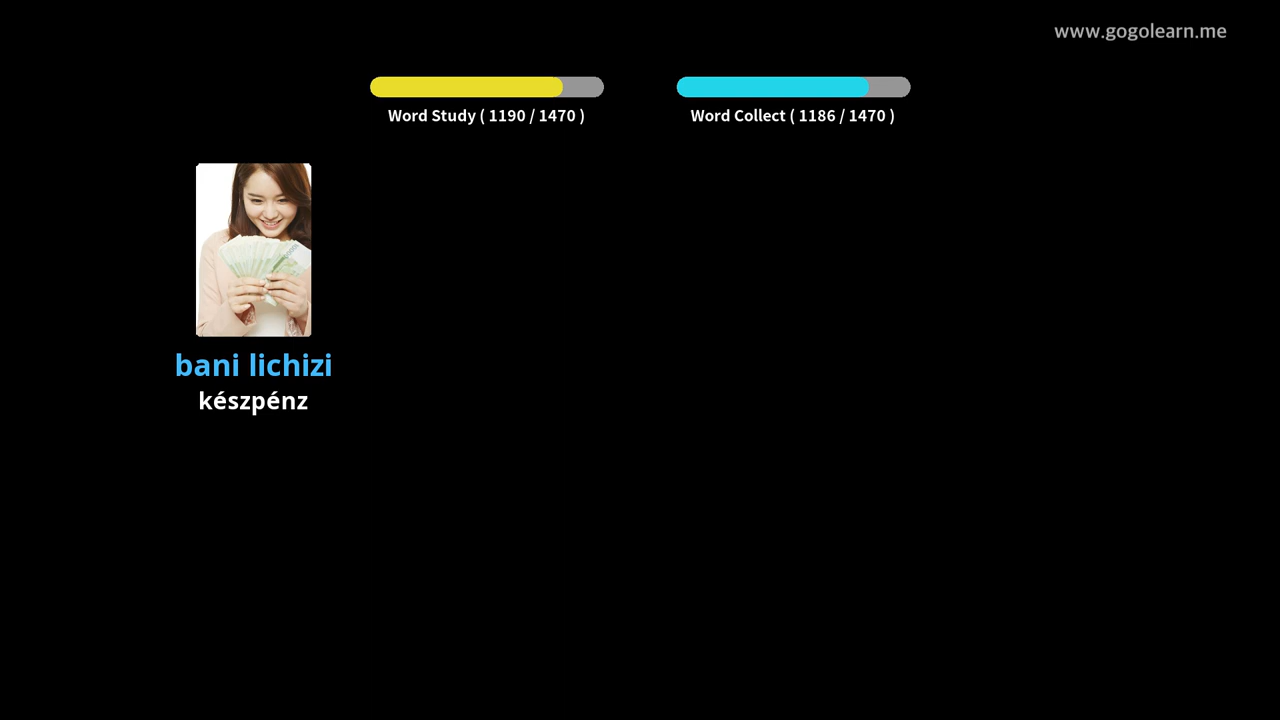 www.gogolearn.me
Word Study ( 1190 / 1470 )
Word Collect ( 1186 / 1470 )
bani lichizi
készpénz